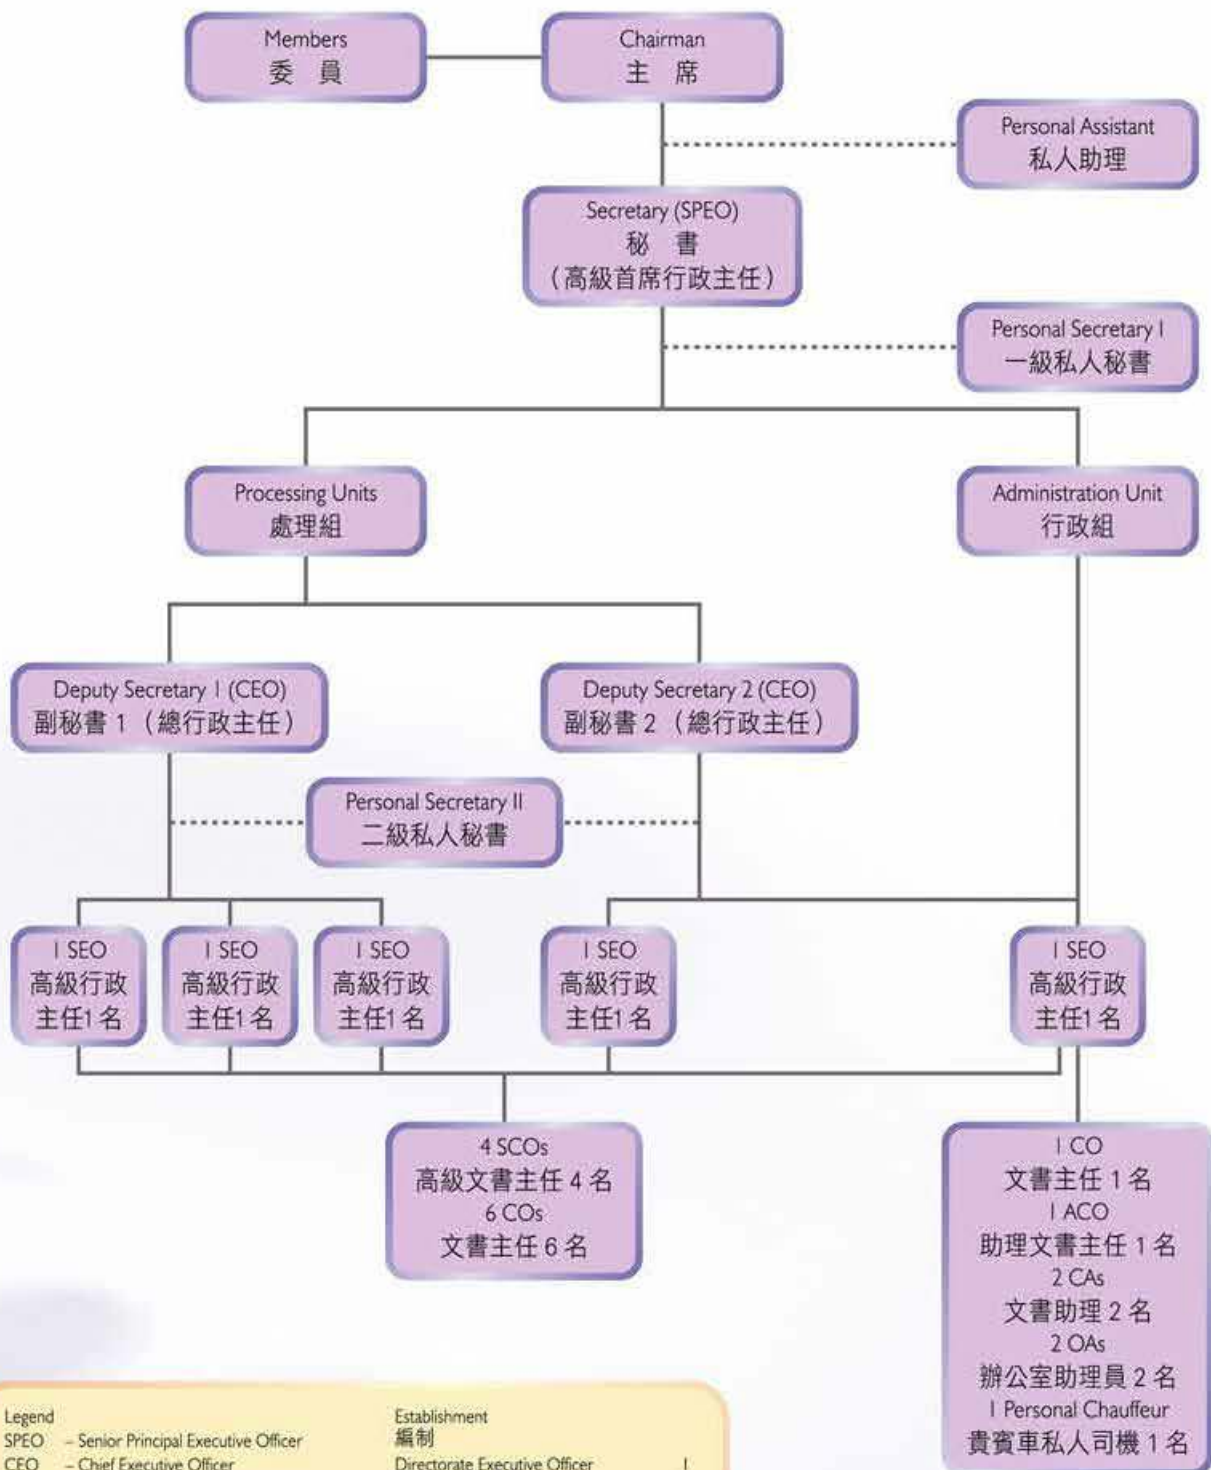 Members
委 員
Chairman
主 席
Personal Assistant
私人助理
Secretary (SPEO)
秘 書
(高級首席行政主任)
Personal Secretary I
一級私人秘書
Processing Units
處理組
Administration Unit
行政組
Deputy Secretary 1 (CEO)
副秘書 1 (總行政主任)
Deputy Secretary 2 (CEO)
副秘書 2 (總行政主任)
Personal Secretary II
二級私人秘書
1 SEO
高級行政
主任1 名
1 SEO
高級行政
主任1 名
1 SEO
高級行政
主任1 名
1 SEO
高級行政
主任1 名
1 SEO
高級行政
主任1 名
4 SCOs
高級文書主任 4 名
6 COs
文書主任 6 名
1 CO
文書主任 1 名
1 ACO
助理文書主任 1 名
2 CAs
文書助理 2 名
2 OAs
辦公室助理員 2 名
1 Personal Chauffeur
貴賓車私人司機 1 名
Legend
SPEO – Senior Principal Executive Officer
CEO – Chief Executive Officer
Establishment
編制
Directorate Executive Officer 1